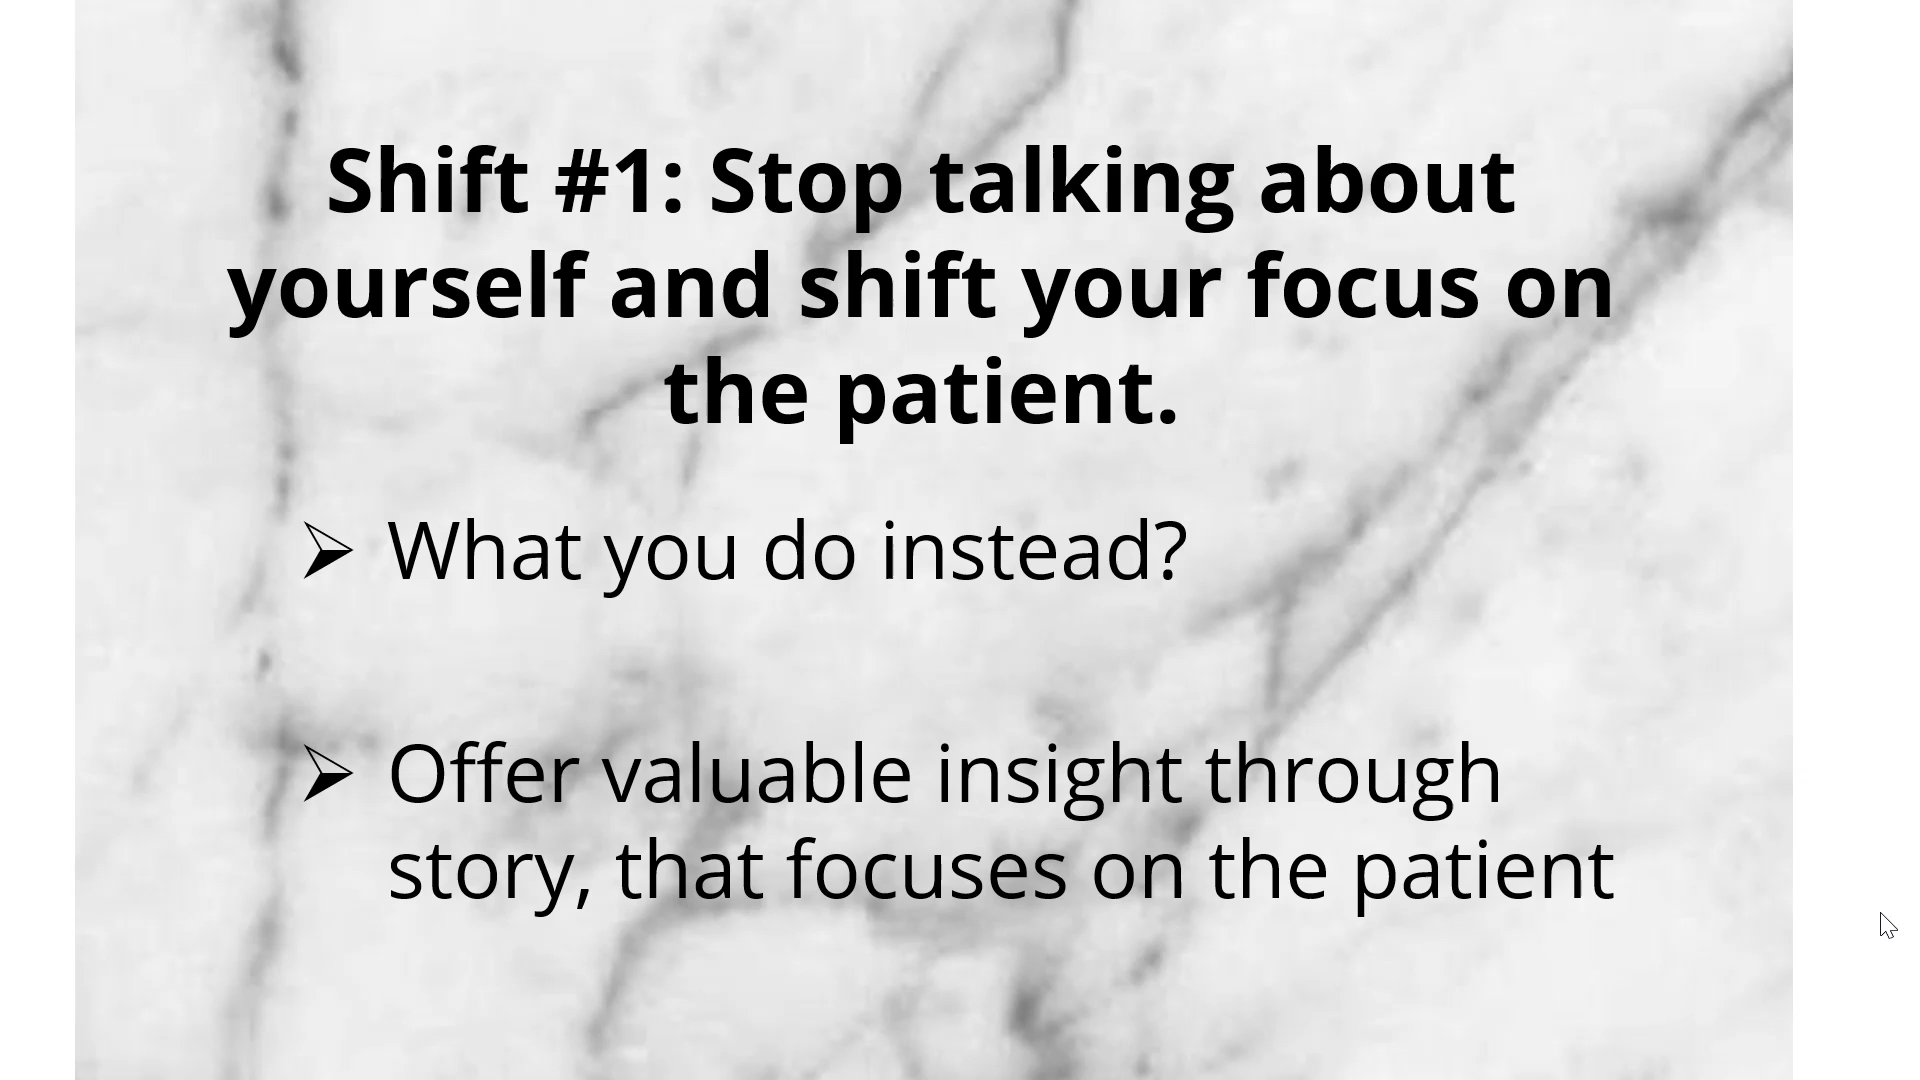 Shift #1: Stop talking about
yourself and shift your focus on
the patient.
➢ What you do instead?
➢ Offer valuable insight through
story, that focuses on the patient